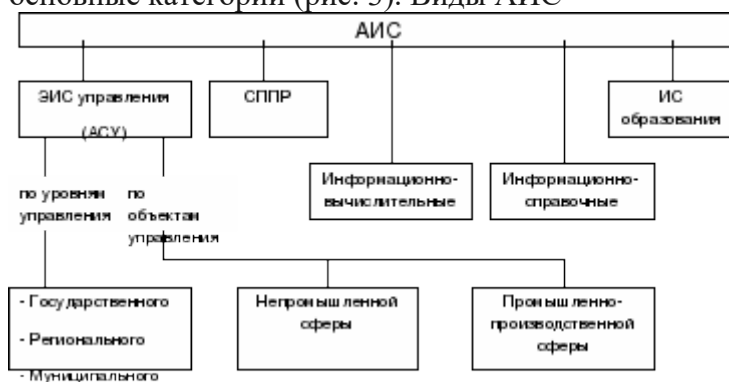 основные категории (рис. 3). Виды АИС
АИС
ЭИС управления
(АСУ)
СППР
ИС
образования
Информационно-
вычислительные
Информационно-
справочные
по уровням
управления
по
объектам
управления
- Государственного
- Регионального
- Муниципального
Непромышленной
сферы
Промышленно-
производственной
сферы